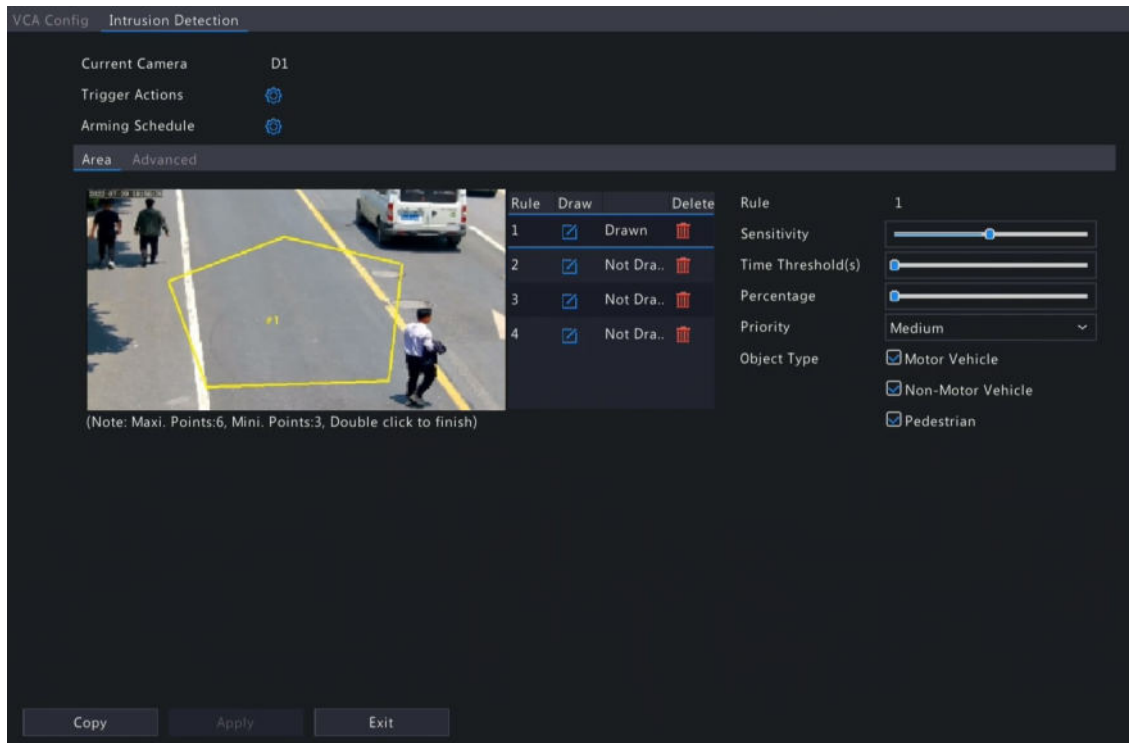 VCA Config Intrusion Detection
Current Camera D1
Trigger Actions
Arming Schedule
Area Advanced
Rule Draw Delete
1 Drawn
2 Not Dra..
3 Not Dra..
4 Not Dra..
#1
(Note: Maxi. Points:6, Mini. Points:3, Double click to finish)
Rule 1
Sensitivity
Time Threshold(s)
Percentage
Priority Medium
Object Type Motor Vehicle
Non-Motor Vehicle
Pedestrian
Copy Apply Exit